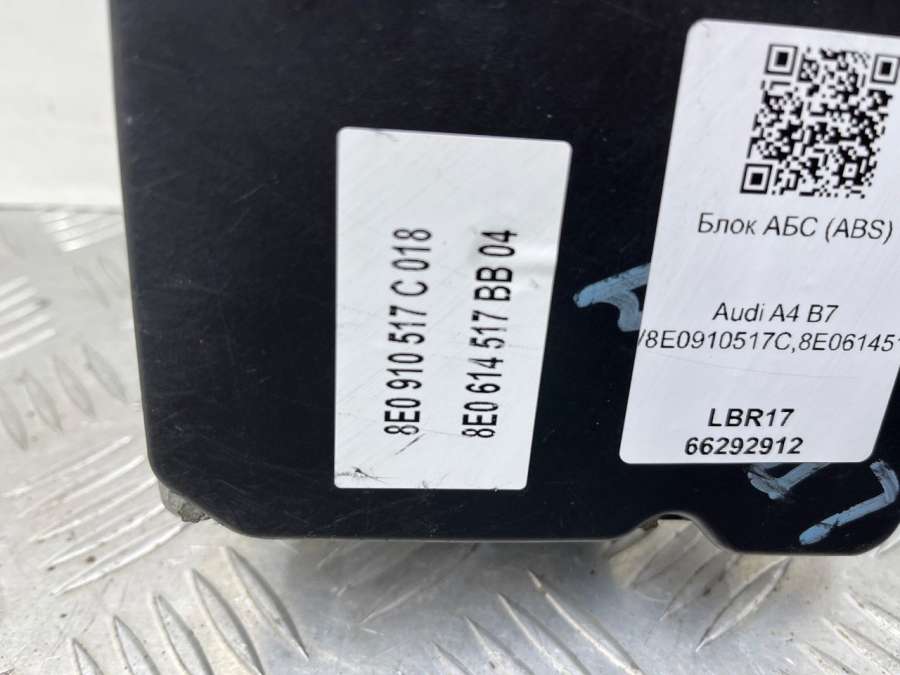 8E0 910 517 C 018
8E0 614 517 BB 04
Блок АБС (ABS)
Audi A4 B7
/8E0910517C,8E061451
LBR17
66292912